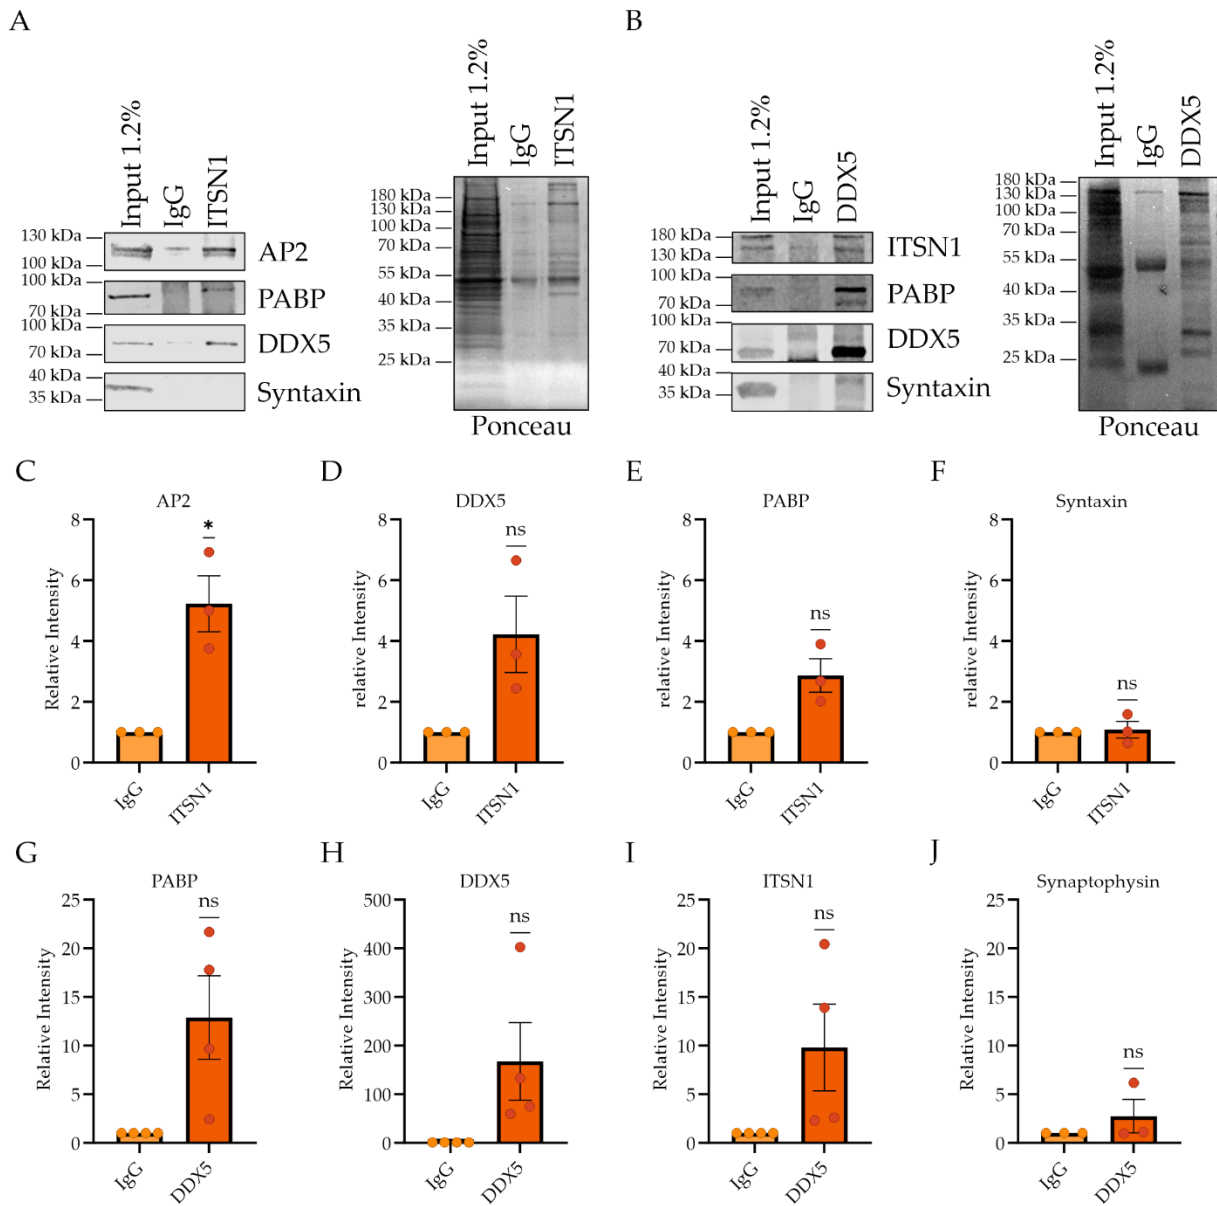 A
Input 1.2%
IgG
ITSN1
130 kDa
100 kDa
AP2
100 kDa
70 kDa
PABP
100 kDa
70 kDa
DDX5
40 kDa
35 kDa
Syntaxin
Input 1.2%
IgG
ITSN1
180 kDa
130 kDa
100 kDa
70 kDa
55 kDa
40 kDa
35 kDa
25 kDa
Ponceau
B
Input 1.2%
IgG
DDX5
180 kDa
130 kDa
ITSN1
100 kDa
70 kDa
PABP
100 kDa
70 kDa
DDX5
40 kDa
35 kDa
Syntaxin
Input 1.2%
IgG
DDX5
180 kDa
130 kDa
100 kDa
70 kDa
55 kDa
40 kDa
35 kDa
25 kDa
Ponceau
C
AP2
Relative Intensity
8
6
4
2
0
*
IgG
ITSN1
D
DDX5
relative Intensity
8
6
4
2
0
ns
IgG
ITSN1
E
PABP
relative Intensity
8
6
4
2
0
ns
IgG
ITSN1
F
Syntaxin
relative Intensity
8
6
4
2
0
ns
IgG
ITSN1
G
PABP
Relative Intensity
25
20
15
10
5
0
ns
IgG
DDX5
H
DDX5
Relative Intensity
500
400
300
200
100
0
ns
IgG
DDX5
I
ITSN1
Relative Intensity
25
20
15
10
5
0
ns
IgG
DDX5
J
Synaptophysin
Relative Intensity
25
20
15
10
5
0
ns
IgG
DDX5